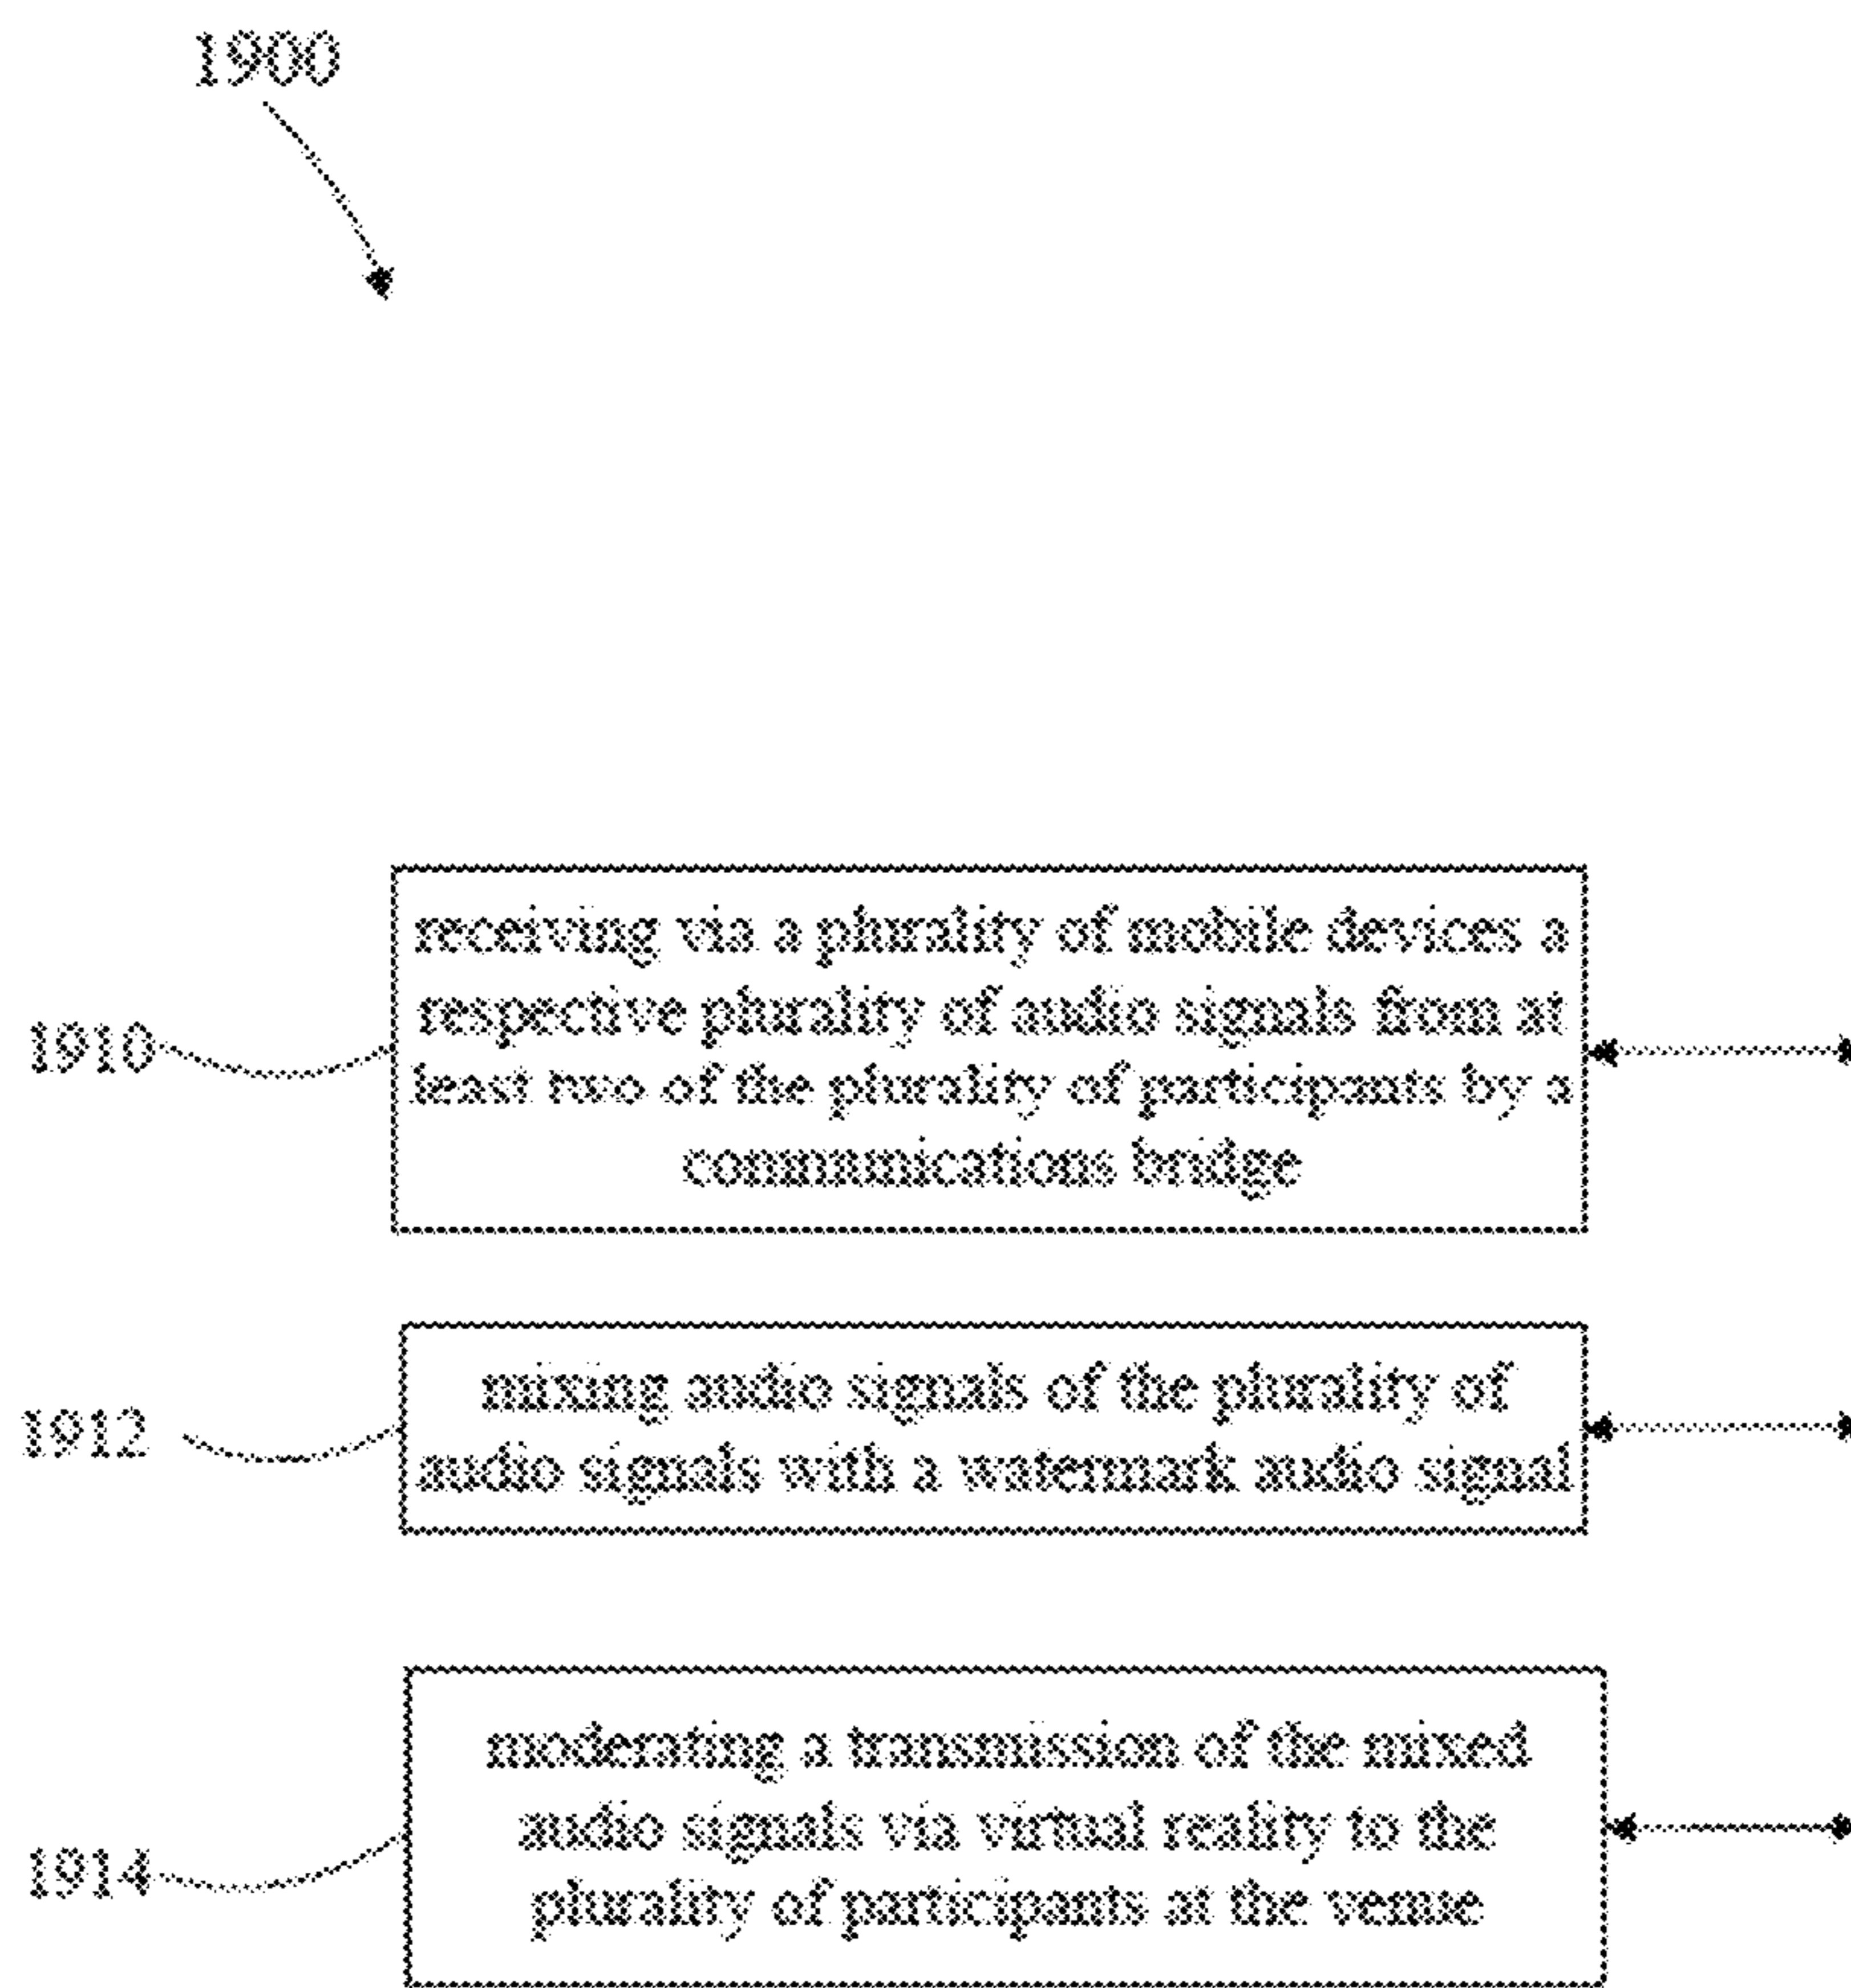 1900
receiving via a plurality of mobile devices a
respective plurality of audio signals from at
least two of the plurality of participants by a
communications bridge
1910
mixing audio signals of the plurality of
audio signals with a watermark audio signal
1912
moderating a transmission of the mixed
audio signals via virtual reality to the
plurality of participants at the venue
1914